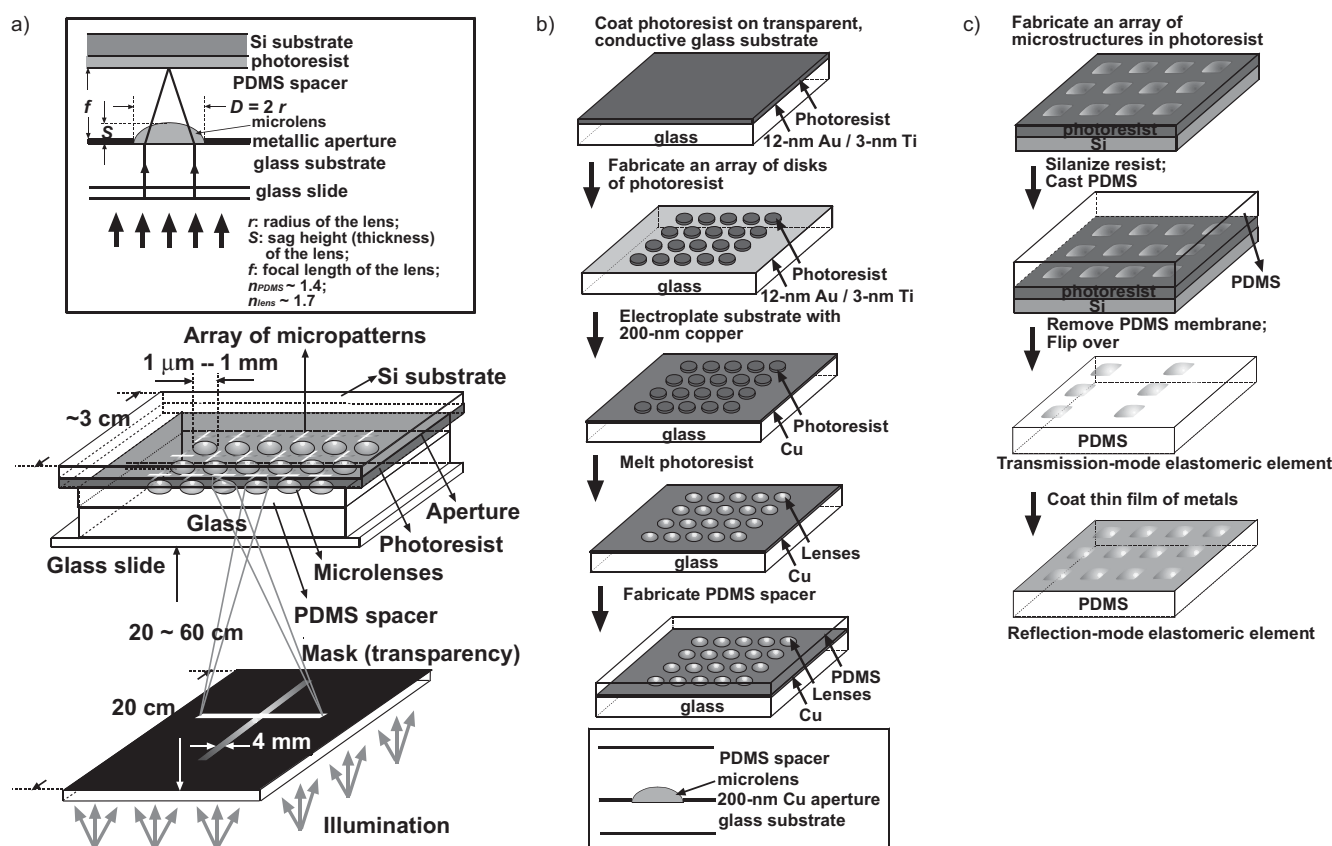 a)
Si substrate
photoresist
PDMS spacer
f
S
D = 2 r
microlens
metallic aperture
glass substrate
glass slide
r: radius of the lens;
S: sag height (thickness)
of the lens;
f: focal length of the lens;
nPDMS ~ 1.4;
nlens ~ 1.7
Array of micropatterns
1 μm -- 1 mm
Si substrate
~3 cm
Aperture
Glass
Photoresist
Glass slide
Microlenses
PDMS spacer
20 ~ 60 cm
Mask (transparency)
20 cm
4 mm
Illumination
b)
Coat photoresist on transparent,
conductive glass substrate
Photoresist
glass
12-nm Au / 3-nm Ti
Fabricate an array of disks
of photoresist
Photoresist
glass
12-nm Au / 3-nm Ti
Electroplate substrate with
200-nm copper
Photoresist
glass
Cu
Melt photoresist
Lenses
glass
Cu
Fabricate PDMS spacer
PDMS
Lenses
glass
Cu
PDMS spacer
microlens
200-nm Cu aperture
glass substrate
c)
Fabricate an array of
microstructures in photoresist
photoresist
Si
Silanize resist;
Cast PDMS
PDMS
photoresist
Si
Remove PDMS membrane;
Flip over
PDMS
Transmission-mode elastomeric element
Coat thin film of metals
PDMS
Reflection-mode elastomeric element